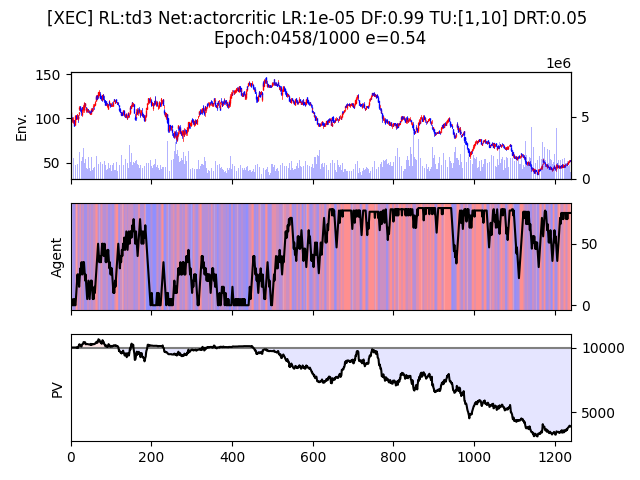 [XEC] RL:td3 Net:actorcritic LR:1e-05 DF:0.99 TU:[1,10] DRT:0.05
Epoch:0458/1000 e=0.54
1e6
150
100
50
Env.
5
0
Agent
50
0
PV
10000
5000
0
200
400
600
800
1000
1200